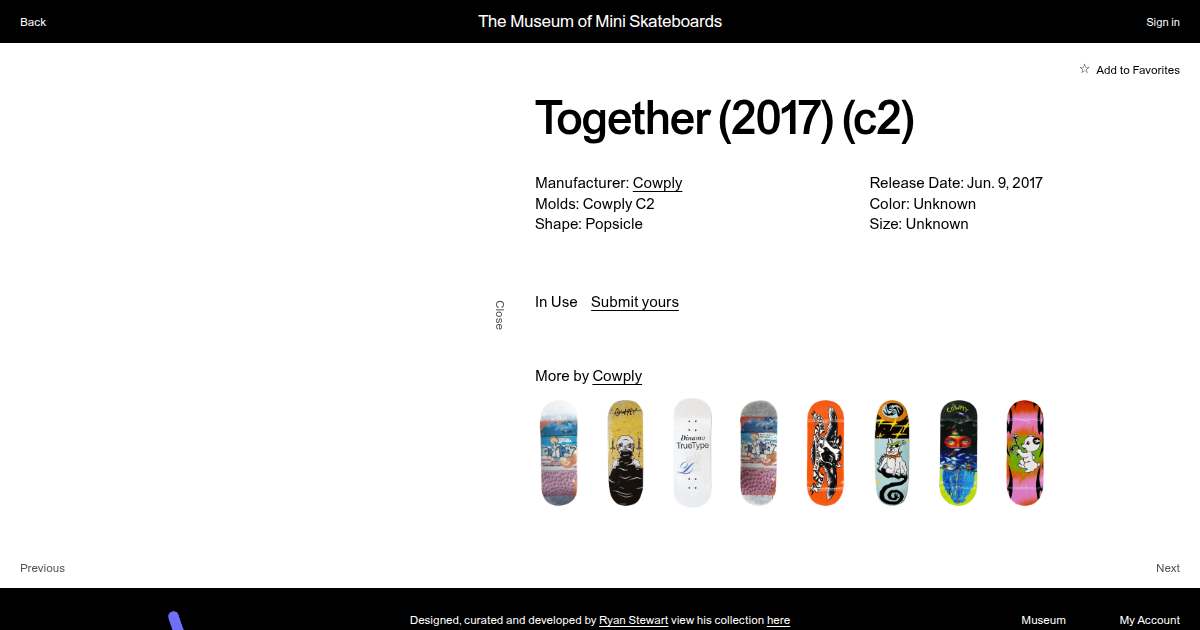 Back
The Museum of Mini Skateboards
Sign in
☆ Add to Favorites
Together (2017) (c2)
Manufacturer: Cowply
Molds: Cowply C2
Shape: Popsicle
Release Date: Jun. 9, 2017
Color: Unknown
Size: Unknown
Close
In Use Submit yours
More by Cowply
Dinamo
TrueType
Previous
Next
Designed, curated and developed by Ryan Stewart view his collection here
Museum
My Account